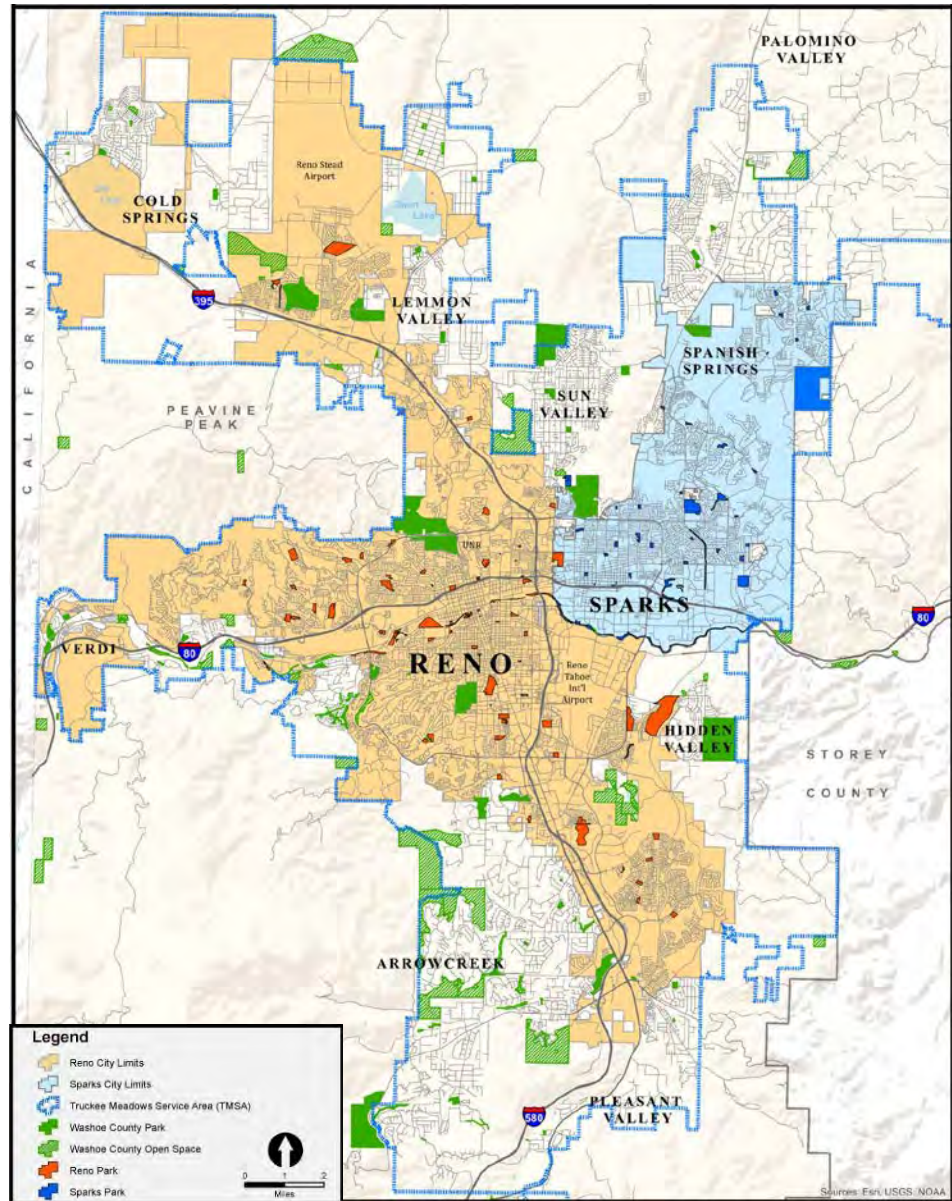 PALOMINO
VALLEY
Reno Stead
Airport
COLD
SPRINGS
395
LEMMON
VALLEY
SPANISH
SPRINGS
SUN
VALLEY
PEAVINE
PEAK
CALIFORNIA
UNR
SPARKS
80
VERDI
80
RENO
Reno
Tahoe
Int'l
Airport
HIDDEN
VALLEY
STOREY
COUNTY
ARROWCREEK
PLEASANT
VALLEY
580
Legend
Reno City Limits
Sparks City Limits
Truckee Meadows Service Area (TMSA)
Washoe County Park
Washoe County Open Space
Reno Park
Sparks Park
0 1 2
Miles
Sources: Esri, USGS, NOAA